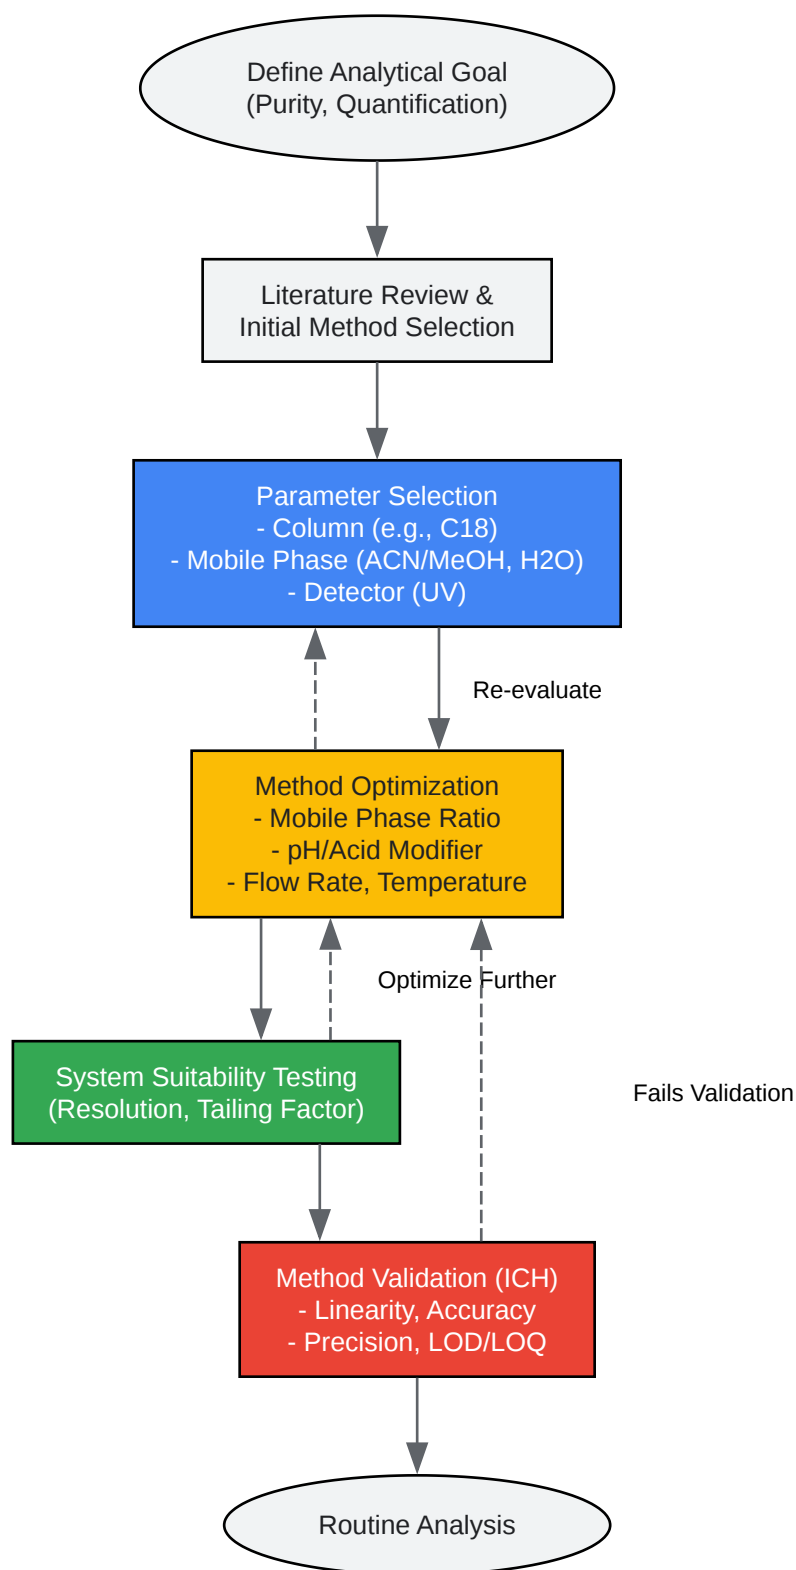 Define Analytical Goal
(Purity, Quantification)
Literature Review &
Initial Method Selection
Parameter Selection
- Column (e.g., C18)
- Mobile Phase (ACN/MeOH, H2O)
- Detector (UV)
Re-evaluate
Method Optimization
- Mobile Phase Ratio
- pH/Acid Modifier
- Flow Rate, Temperature
Optimize Further
System Suitability Testing
(Resolution, Tailing Factor)
Fails Validation
Method Validation (ICH)
- Linearity, Accuracy
- Precision, LOD/LOQ
Routine Analysis